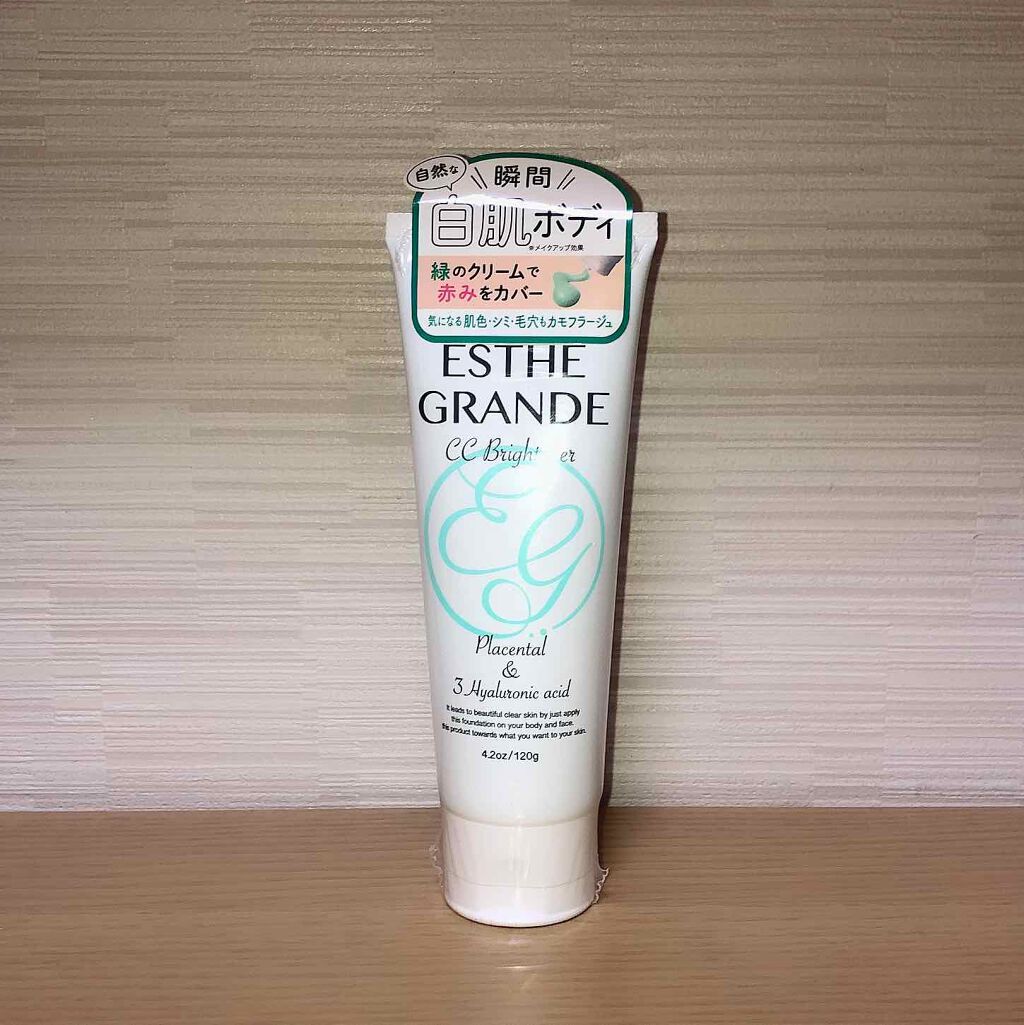 自然な
瞬間
白肌ボディ
※メイクアップ効果
緑のクリームで
赤みをカバー
気になる肌色・シミ・毛穴もカモフラージュ
ESTHE
GRANDE
CC
EG
Placental
&
3 Hyaluronic acid
It leads to beautiful clear skin by just apply
this foundation on your body and face.
this product towards what you want to your skin.
4.2oz/120g